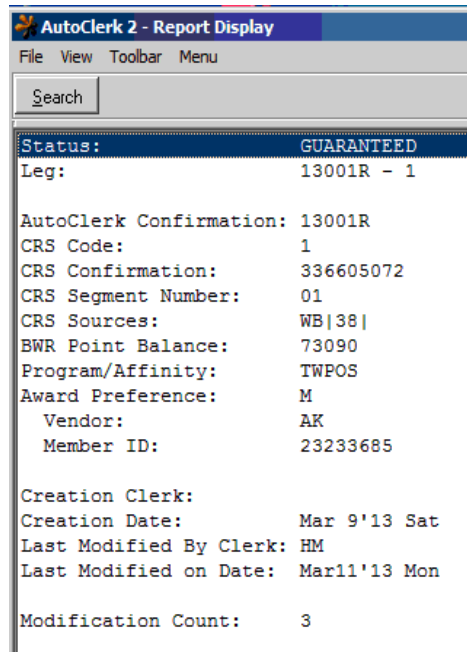 AutoClerk 2 - Report Display
File View Toolbar Menu
Search
Status: GUARANTEED
Leg: 13001R - 1
AutoClerk Confirmation: 13001R
CRS Code: 1
CRS Confirmation: 336605072
CRS Segment Number: 01
CRS Sources: WB|38|
BWR Point Balance: 73090
Program/Affinity: TWPOS
Award Preference: M
Vendor: AK
Member ID: 23233685
Creation Clerk:
Creation Date: Mar 9'13 Sat
Last Modified By Clerk: HM
Last Modified on Date: Mar11'13 Mon
Modification Count: 3